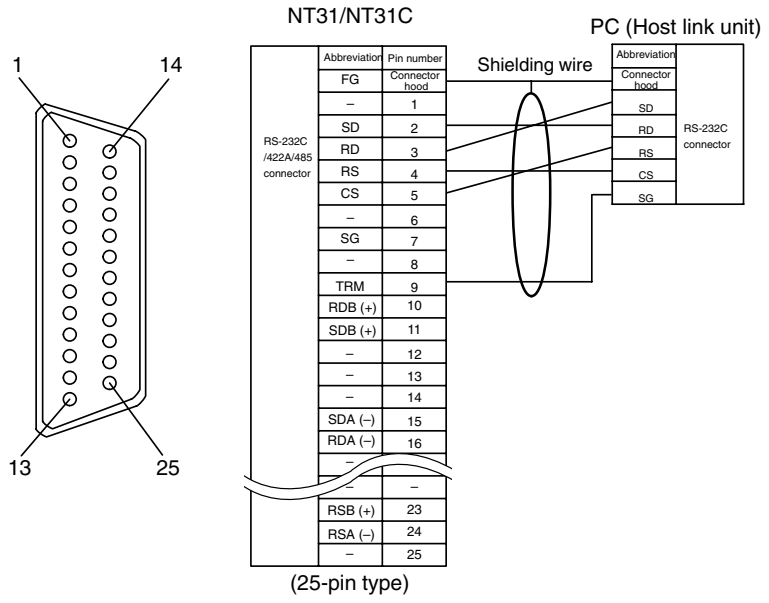 NT31/NT31C
PC (Host link unit)
1
14
13
25
Abbreviation Pin number
FG Connector hood
– 1
SD 2
RD 3
RS 4
CS 5
– 6
SG 7
– 8
TRM 9
RDB (+) 10
SDB (+) 11
– 12
– 13
– 14
SDA (–) 15
RDA (–) 16
–
– –
RSB (+) 23
RSA (–) 24
– 25
RS-232C
/422A/485
connector
(25-pin type)
Shielding wire
Abbreviation
Connector
hood
SD
RD
RS
CS
SG
RS-232C
connector